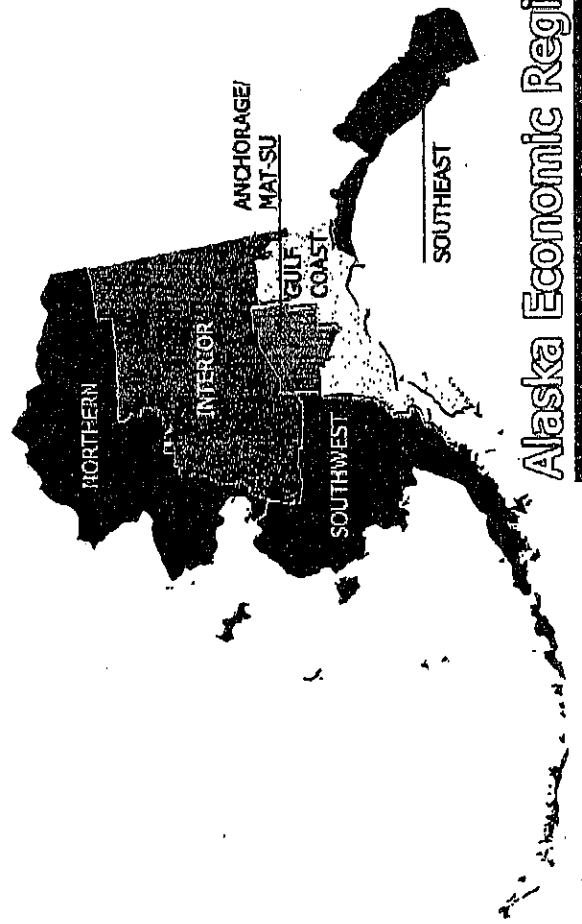 NORTHERN
INTERIOR
ANCHORAGE/
MAT-SU
GULF
COAST
SOUTHWEST
SOUTHEAST
Alaska Economic Regi